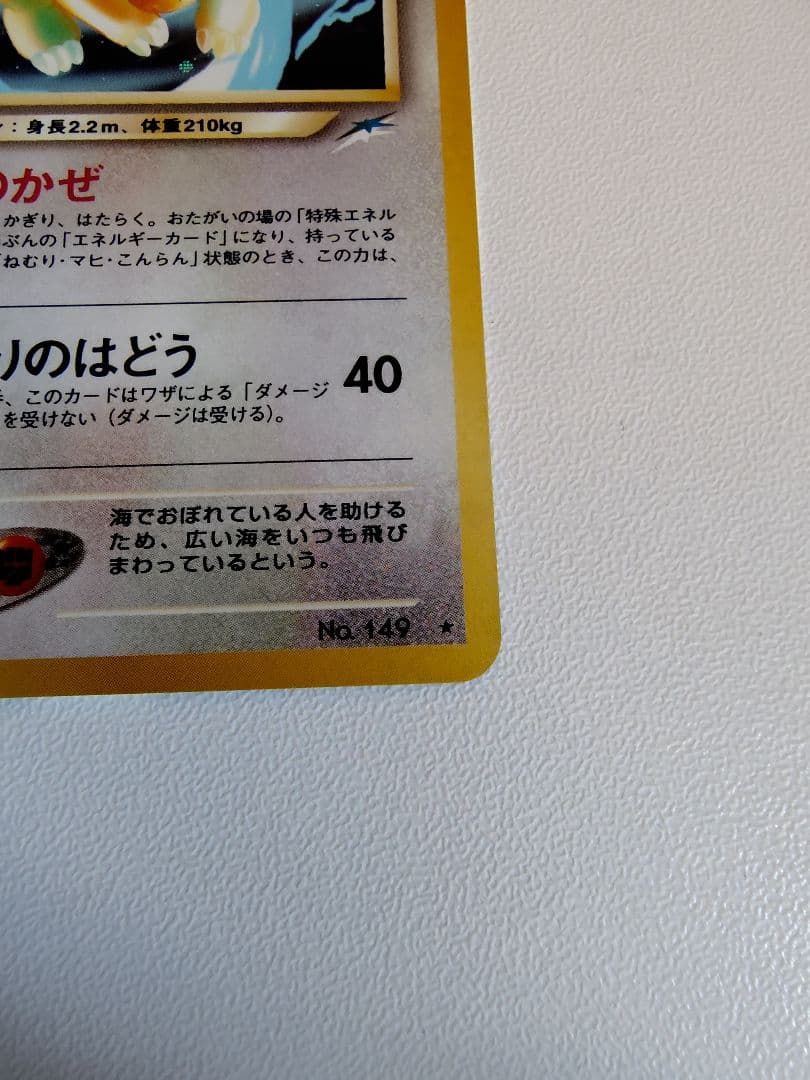 ：身長2.2m、体重210kg
のかぜ
かぎり、はたらく。おたがいの場の「特殊エネル
ぶんの「エネルギーカード」になり、持っている
「ねむり・マヒ・こんらん」状態のとき、この力は、
りのはどう
40
、このカードはワザによる「ダメージ
を受けない（ダメージは受ける）。
海でおぼれている人を助ける
ため、広い海をいつも飛び
まわっているという。
No. 149 ★